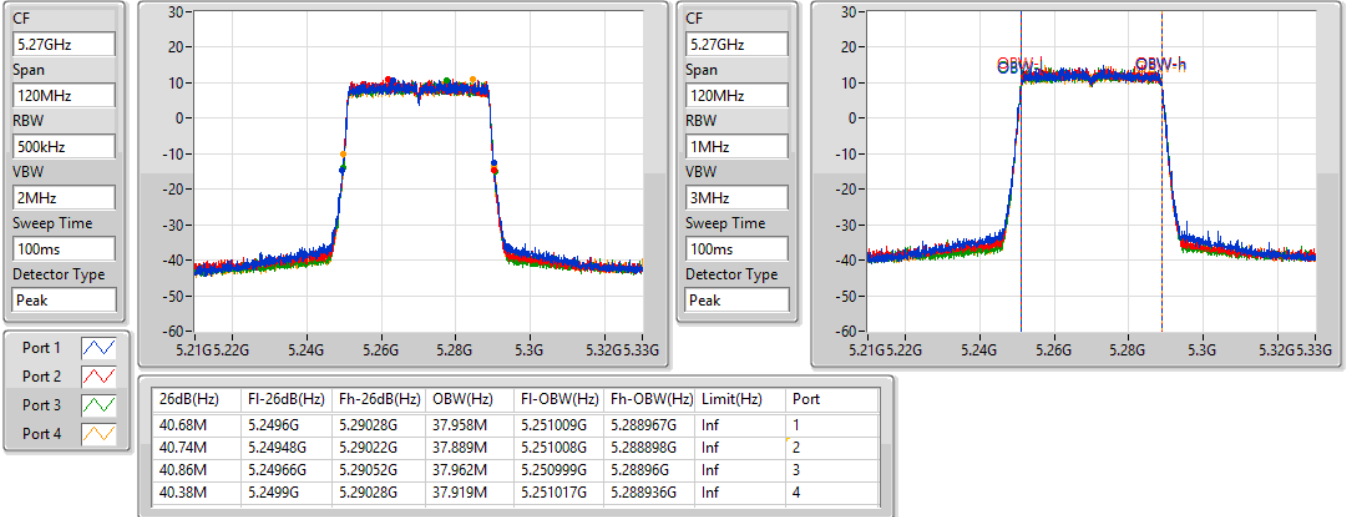 CF
5.27GHz
Span
120MHz
RBW
500kHz
VBW
2MHz
Sweep Time
100ms
Detector Type
Peak
30
20
10
0
-10
-20
-30
-40
-50
-60
5.21G 5.22G 5.24G 5.26G 5.28G 5.3G 5.32G 5.33G
CF
5.27GHz
Span
120MHz
RBW
1MHz
VBW
3MHz
Sweep Time
100ms
Detector Type
Peak
30
20
10
0
-10
-20
-30
-40
-50
-60
OBW-l OBW-h
5.21G 5.22G 5.24G 5.26G 5.28G 5.3G 5.32G 5.33G
Port 1
Port 2
Port 3
Port 4
26dB(Hz) Fl-26dB(Hz) Fh-26dB(Hz) OBW(Hz) Fl-OBW(Hz) Fh-OBW(Hz) Limit(Hz) Port
40.68M 5.2496G 5.29028G 37.958M 5.251009G 5.288967G Inf 1
40.74M 5.24948G 5.29022G 37.889M 5.251008G 5.288898G Inf 2
40.86M 5.24966G 5.29052G 37.962M 5.250999G 5.28896G Inf 3
40.38M 5.2499G 5.29028G 37.919M 5.251017G 5.288936G Inf 4